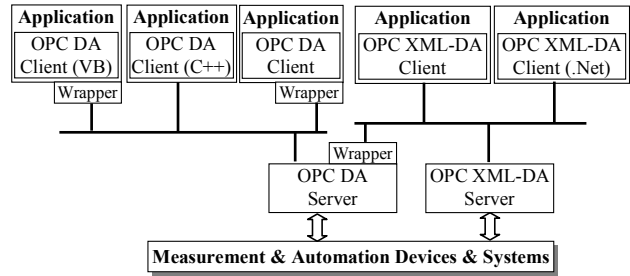 Application
OPC DA
Client (VB)
Wrapper
Application
OPC DA
Client (C++)
Application
OPC DA
Client
Wrapper
Application
OPC XML-DA
Client
Application
OPC XML-DA
Client (.Net)
Wrapper
OPC DA
Server
OPC XML-DA
Server
Measurement & Automation Devices & Systems